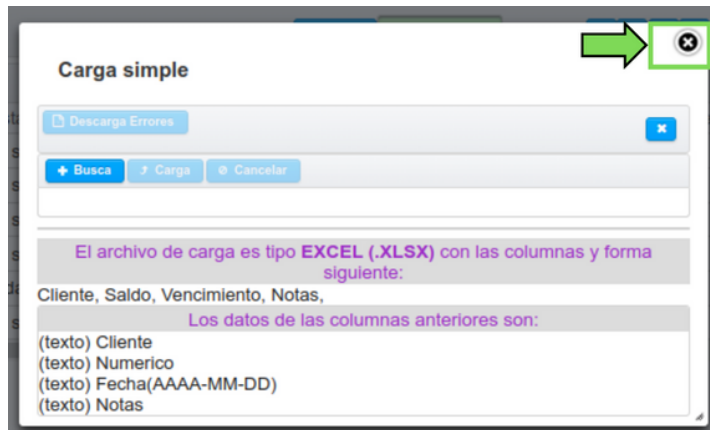 Carga simple
Descarga Errores
Busca
Carga
Cancelar
El archivo de carga es tipo EXCEL (.XLSX) con las columnas y forma
siguiente:
Cliente, Saldo, Vencimiento, Notas,
Los datos de las columnas anteriores son:
(texto) Cliente
(texto) Numerico
(texto) Fecha(AAAA-MM-DD)
(texto) Notas